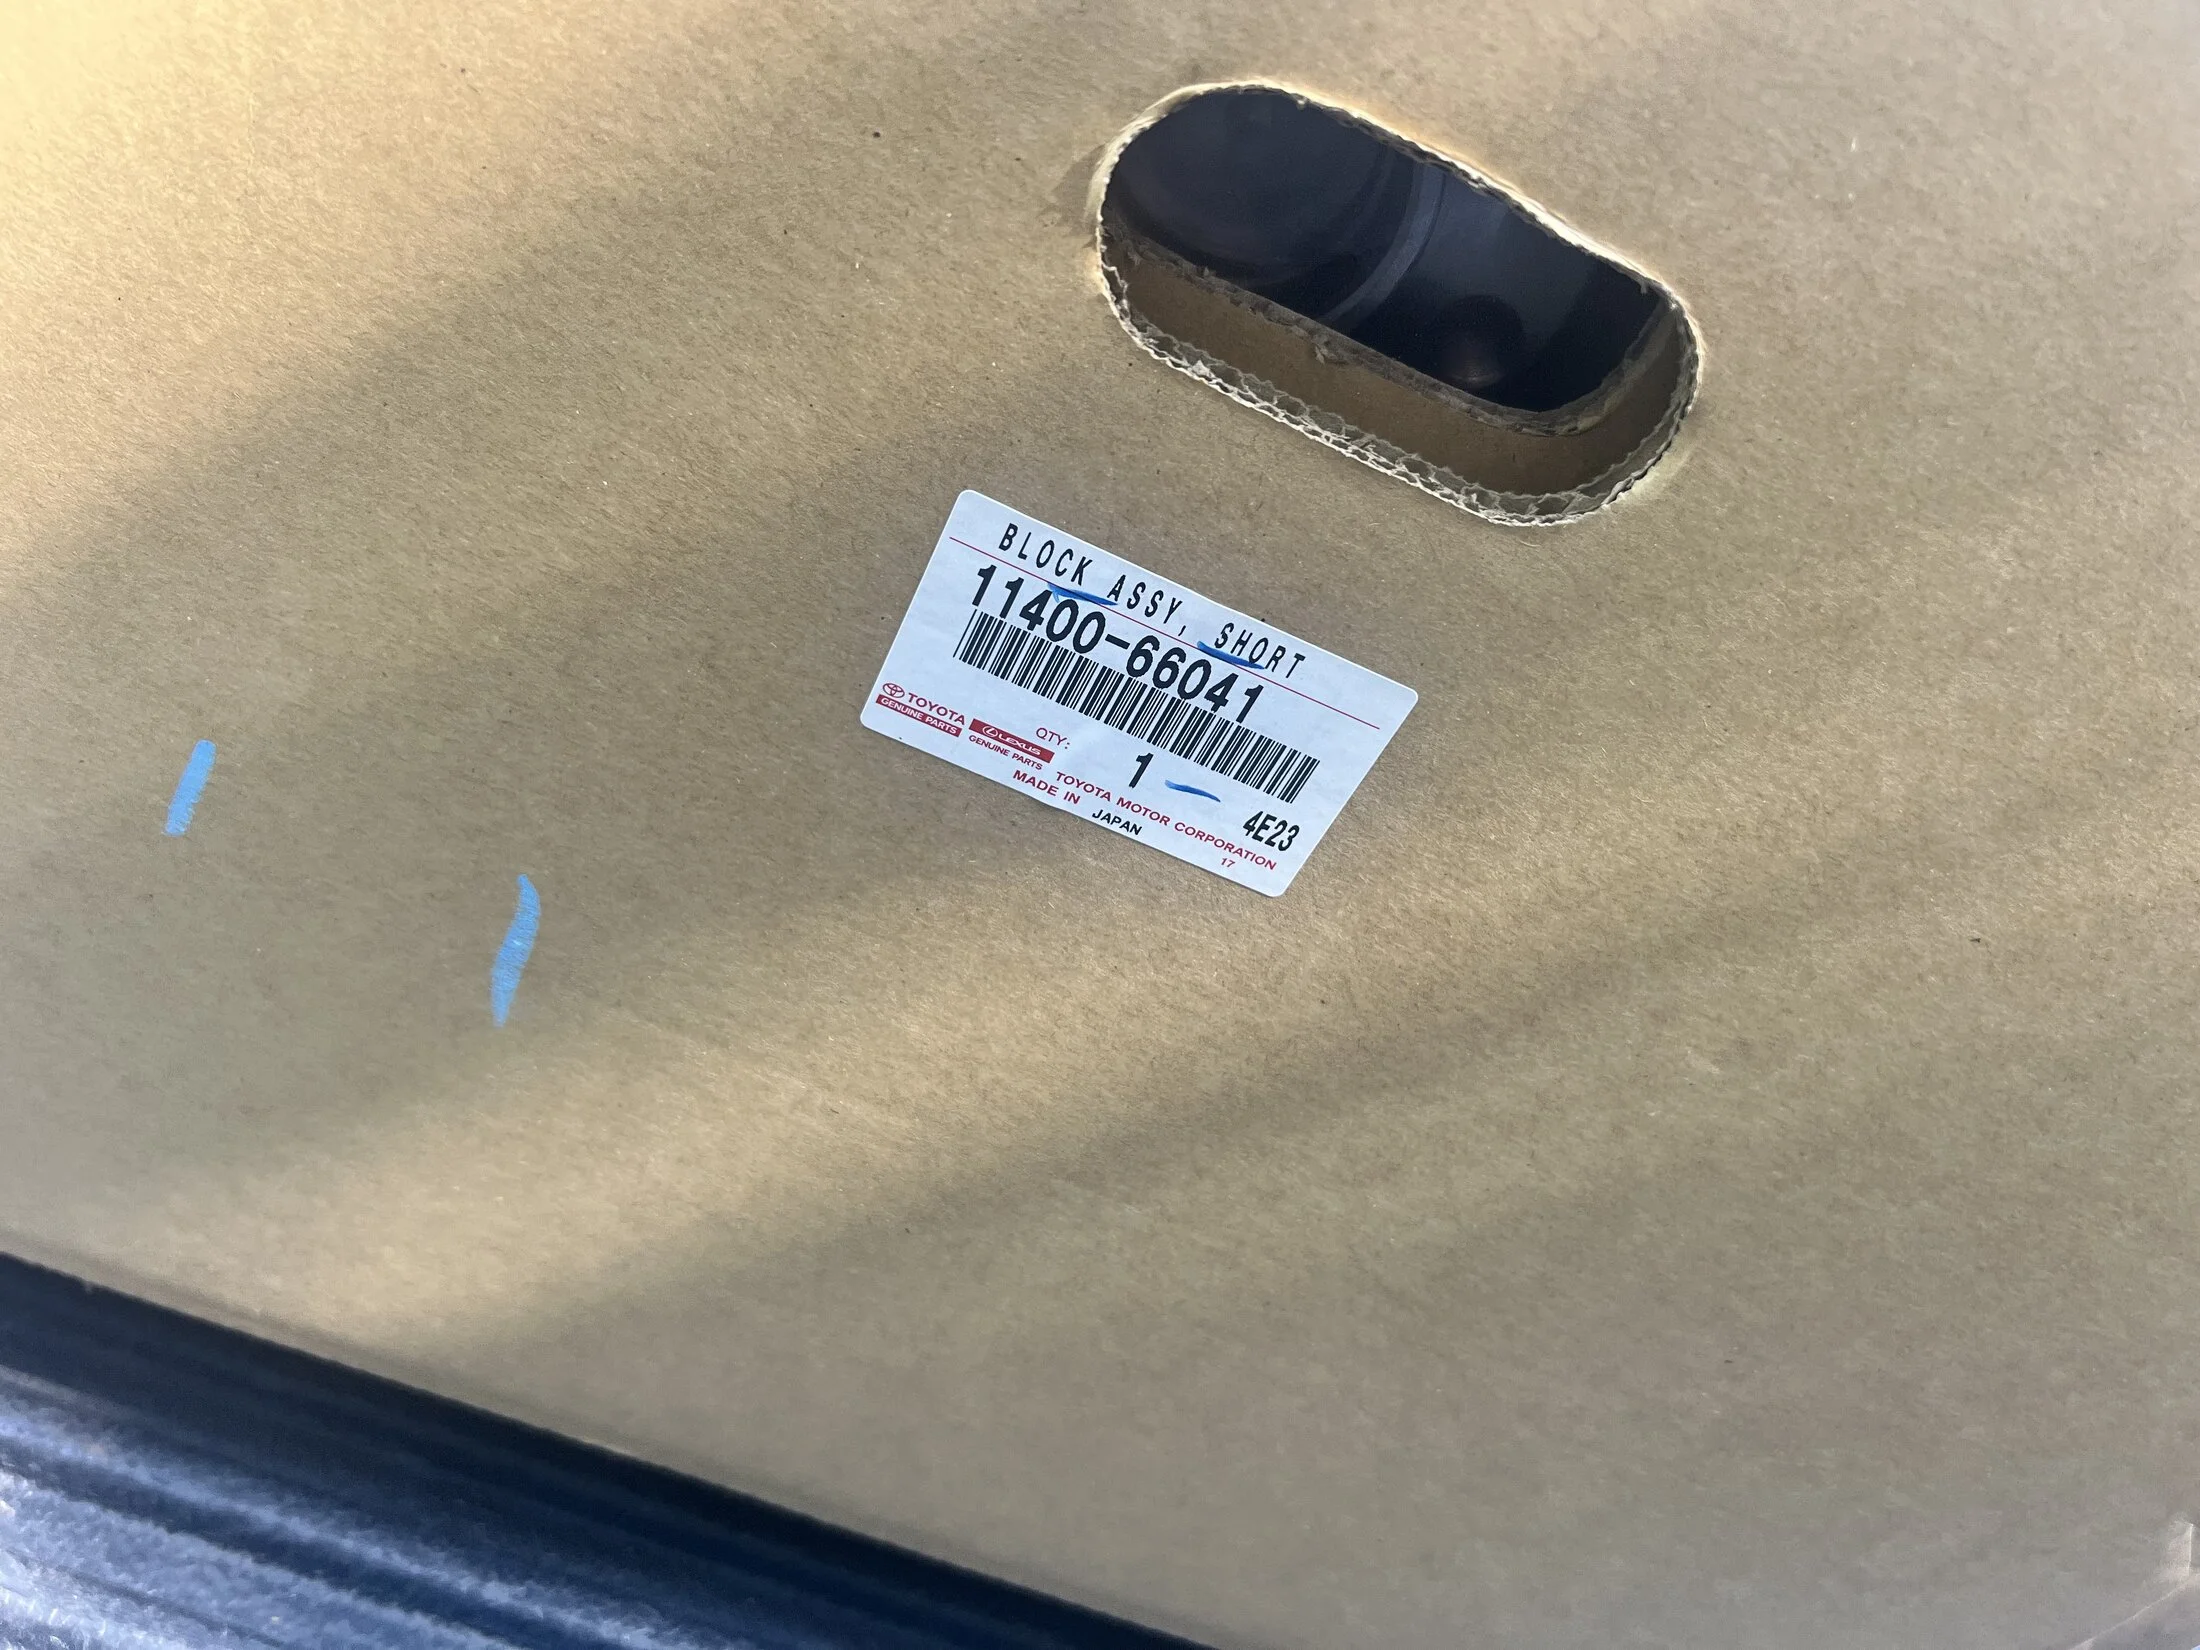 BLOCK ASSY, SHORT
11400-66041
TOYOTA
GENUINE PARTS
LEXUS
GENUINE PARTS
QTY:
1
TOYOTA MOTOR CORPORATION
MADE IN
JAPAN
4E23
17